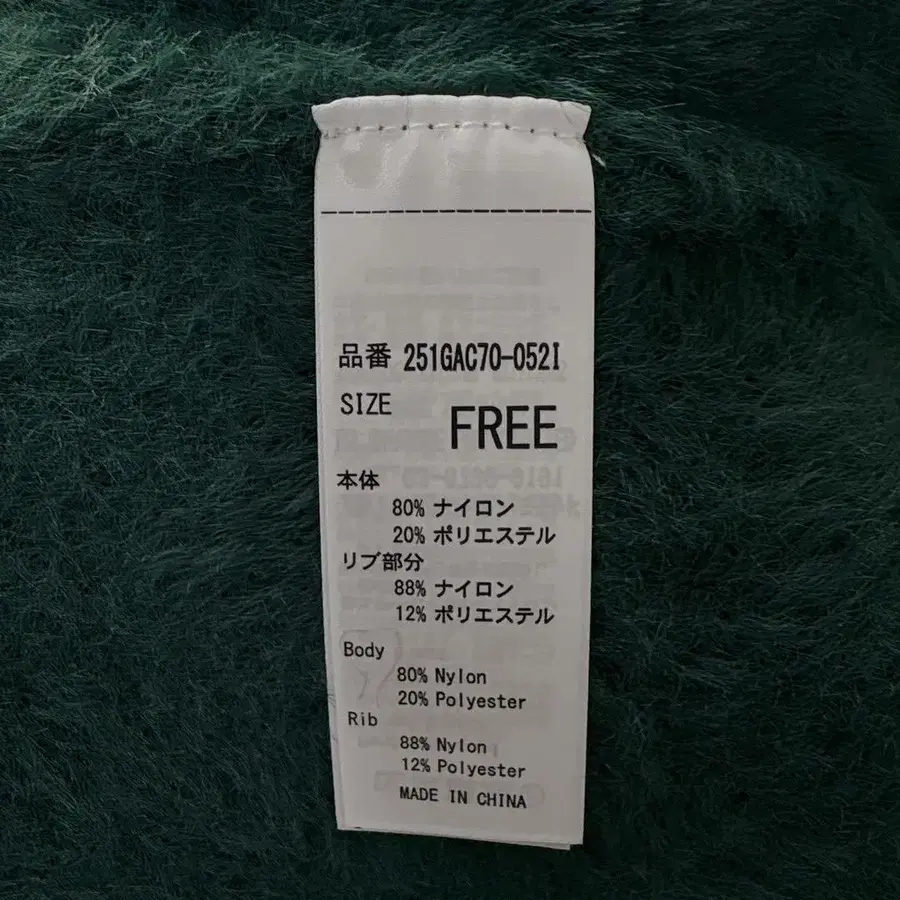 品番 251GAC70-052I
SIZE
FREE
本体
80% ナイロン
20% ポリエステル
リブ部分
88% ナイロン
12% ポリエステル
Body
80% Nylon
20% Polyester
Rib
88% Nylon
12% Polyester
MADE IN CHINA